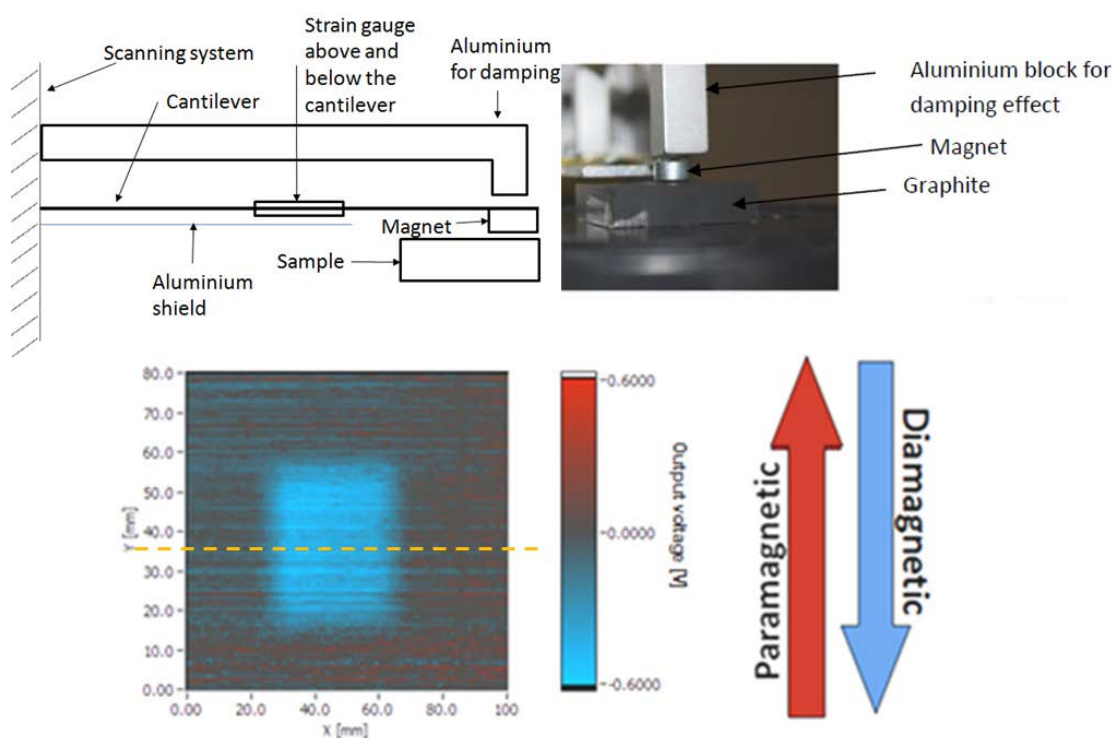 Scanning system
Strain gauge
above and
below the
cantilever
Aluminium
for damping
Cantilever
Magnet
Sample
Aluminium
shield
Aluminium block for
damping effect
Magnet
Graphite
80.0
70.0
60.0
50.0
40.0
30.0
20.0
10.0
0.00
Y [mm]
0.00 20.0 40.0 60.0 80.0 100
X [mm]
0.6000
0.0000
-0.6000
Output voltage [V]
Paramagnetic
Diamagnetic